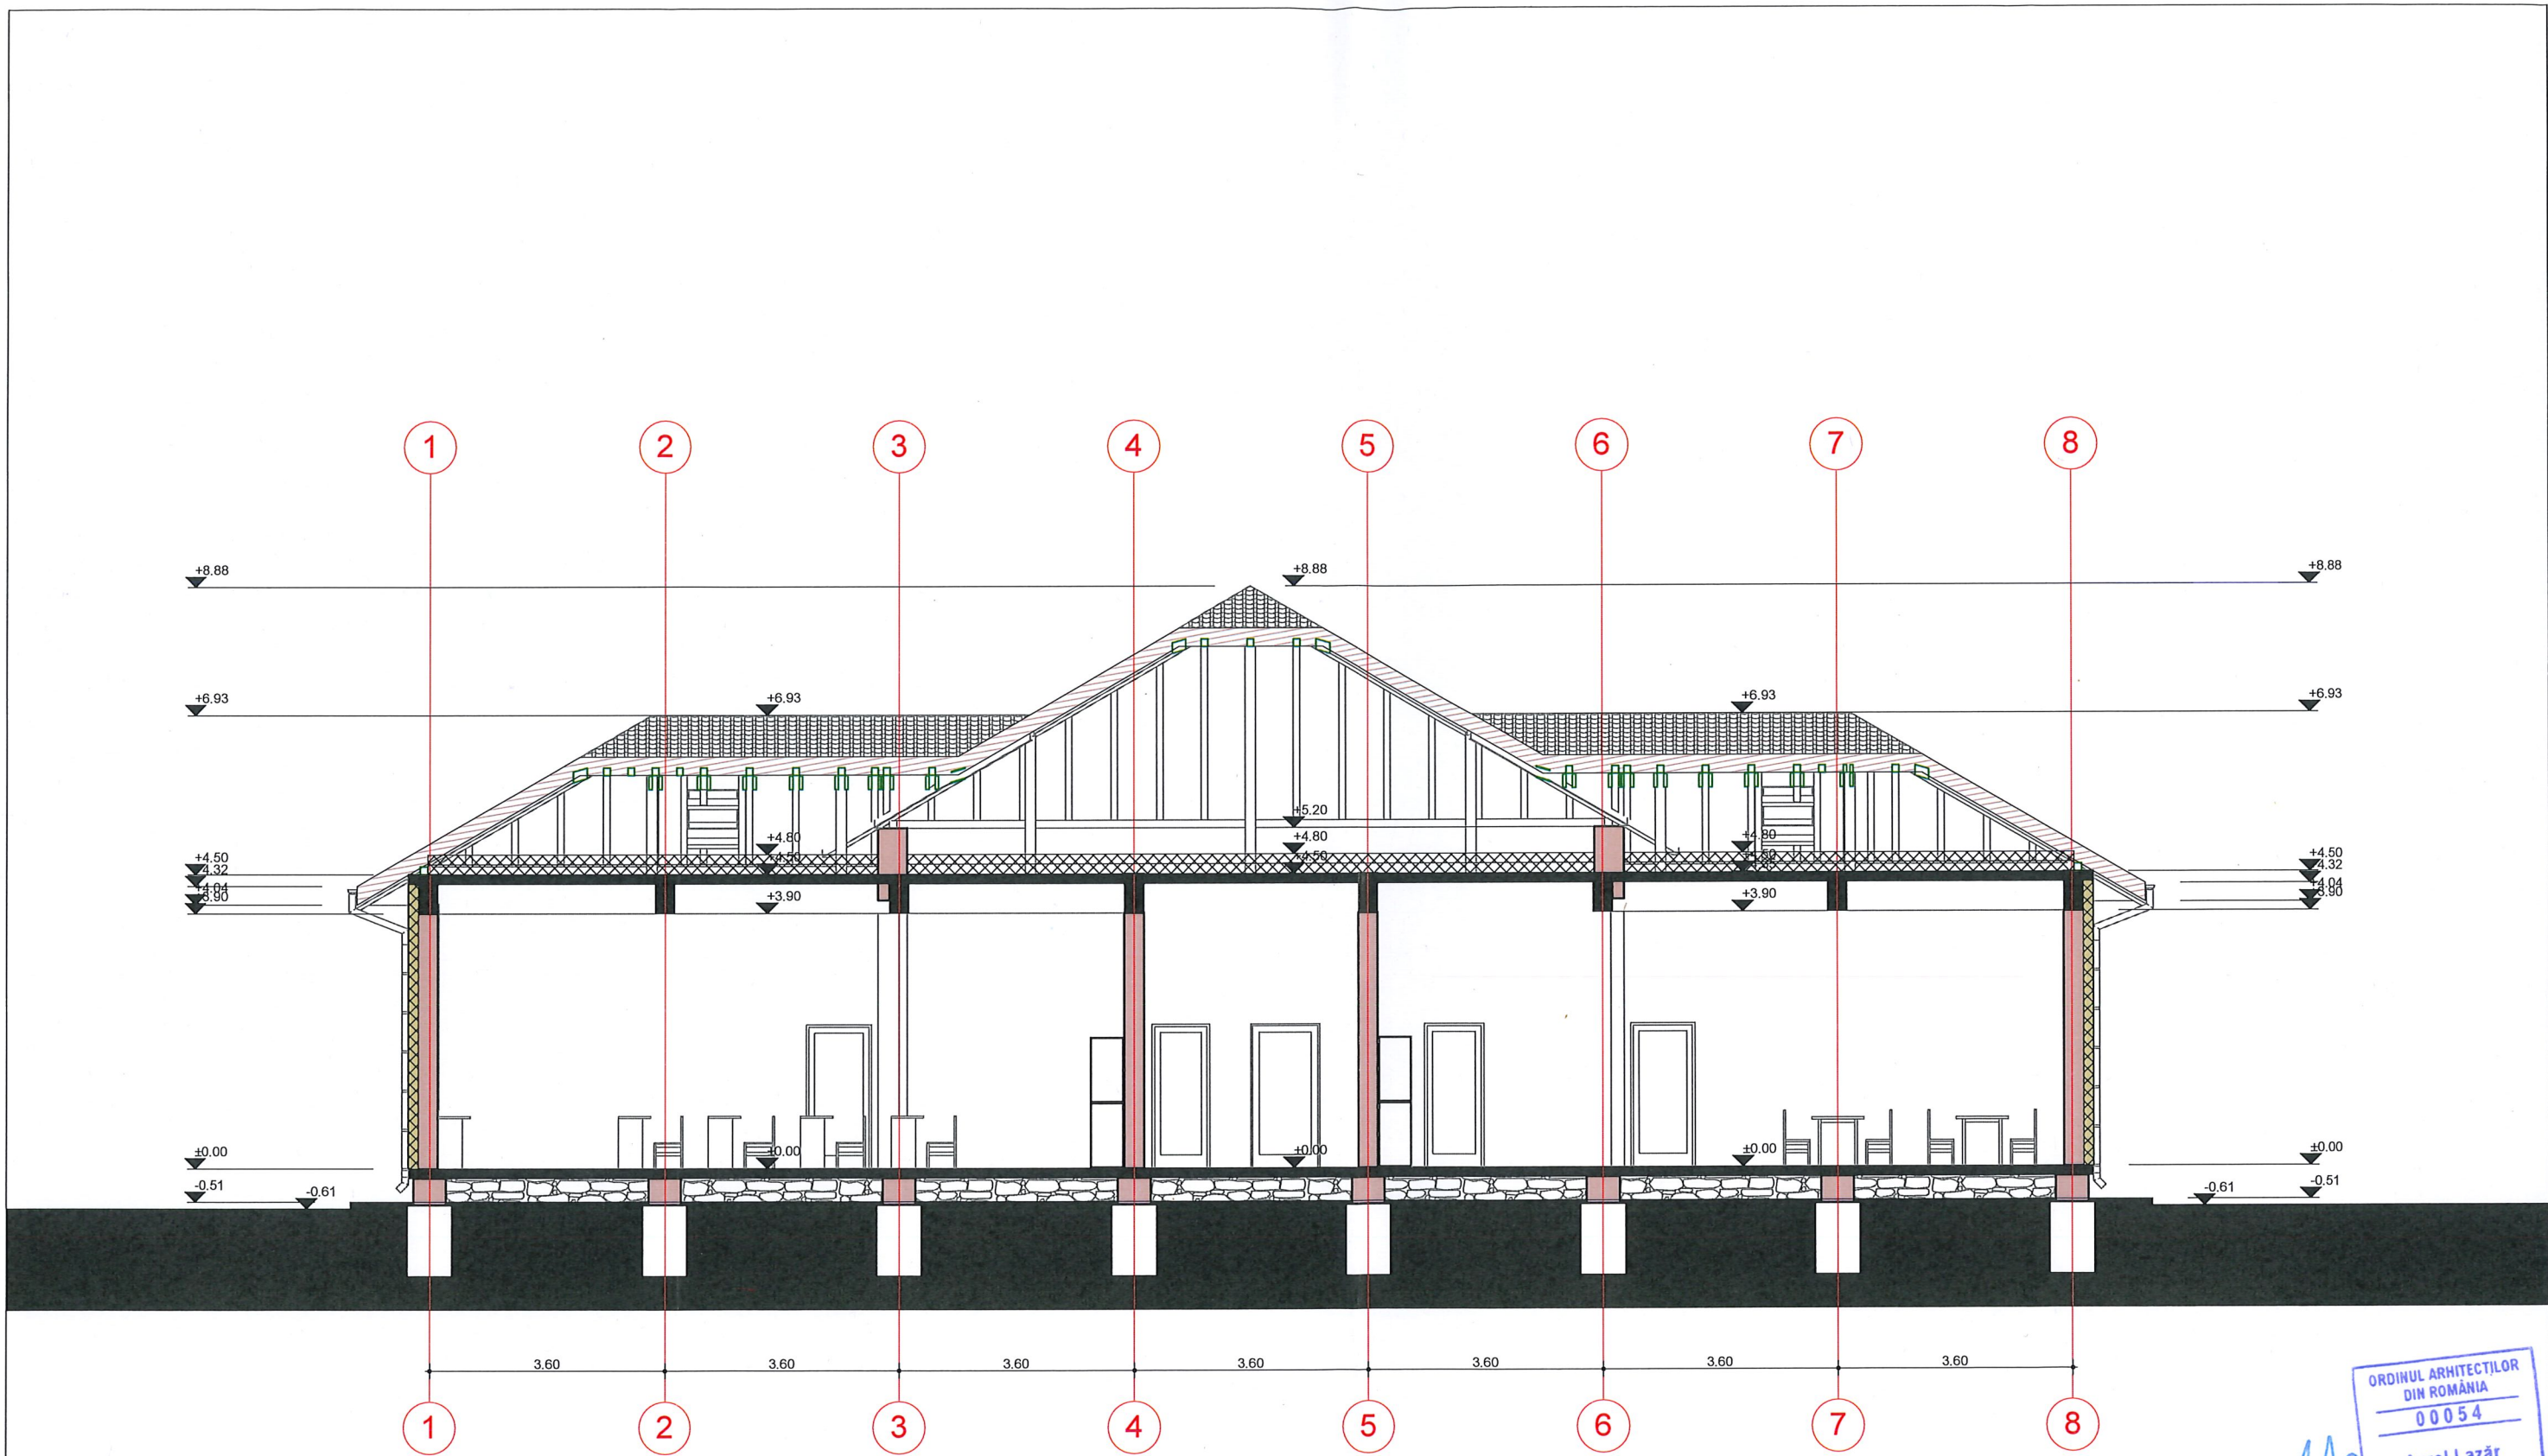 1 2 3 4 5 6 7 8
+8.88 +8.88 +8.88
+6.93 +6.93 +6.93 +6.93
+5.20
+4.80 +4.80 +4.80
+4.50 +4.50 +4.50 +4.50
+4.32 +4.32
+4.04 +4.04
+3.90 +3.90 +3.90 +3.90
±0.00 ±0.00 ±0.00 ±0.00 ±0.00
-0.51 -0.61 -0.61 -0.51
3.60 3.60 3.60 3.60 3.60 3.60 3.60
1 2 3 4 5 6 7 8
ORDINUL ARHITECȚILOR
DIN ROMÂNIA
00054
Lazăr